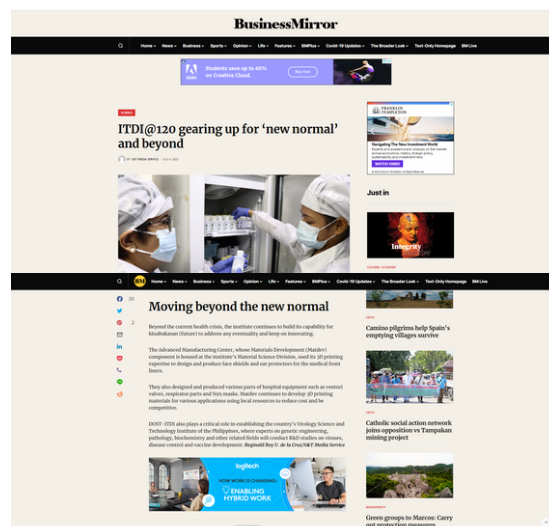 BusinessMirror
Home News Business Sports Opinion Life Features BMPlus Covid-19 Updates The Broader Look Text-Only Homepage BM Live
Adobe
Students save up to 60%
on Creative Cloud.
Buy now
SCIENCE
ITDI@120 gearing up for ‘new normal’
and beyond
FRANKLIN
TEMPLETON
Navigating The New Investment World
WATCH VIDEO
Just in
Integrity
BM Home News Business Sports Opinion Life Features BMPlus Covid-19 Updates The Broader Look Text-Only Homepage BM Live
Moving beyond the new normal
Beyond the current health crisis, the institute continues to build its capability for
kinabukasan (future) to address any eventuality and keep on innovating.
The Advanced Manufacturing Center, whose Materials Development (Matdev)
component is housed at the institute's Material Science Division, used its 3D printing
expertise to design and produce face shields and ear protectors for the medical front
liners.
They also designed and produced various parts of hospital equipment such as venturi
valves, respirator parts and N95 masks. Matdev continues to develop 3D printing
materials for various applications using local resources to reduce cost and be
competitive.
DOST-ITDI also plays a critical role in establishing the country's Virology Science and
Technology Institute of the Philippines, where experts on genetic engineering,
pathology, biochemistry and other related fields will conduct R&D studies on viruses,
disease control and vaccine development. Reginald Roy U. de la Cruz/S&T Media Service
logitech
HOW WORK IS CHANGING:
ENABLING
HYBRID WORK
FAITH
Camino pilgrims help Spain's
emptying villages survive
FAITH
Catholic social action network
joins opposition vs Tampakan
mining project
BIODIVERSITY
Green groups to Marcos: Carry
out protection measures